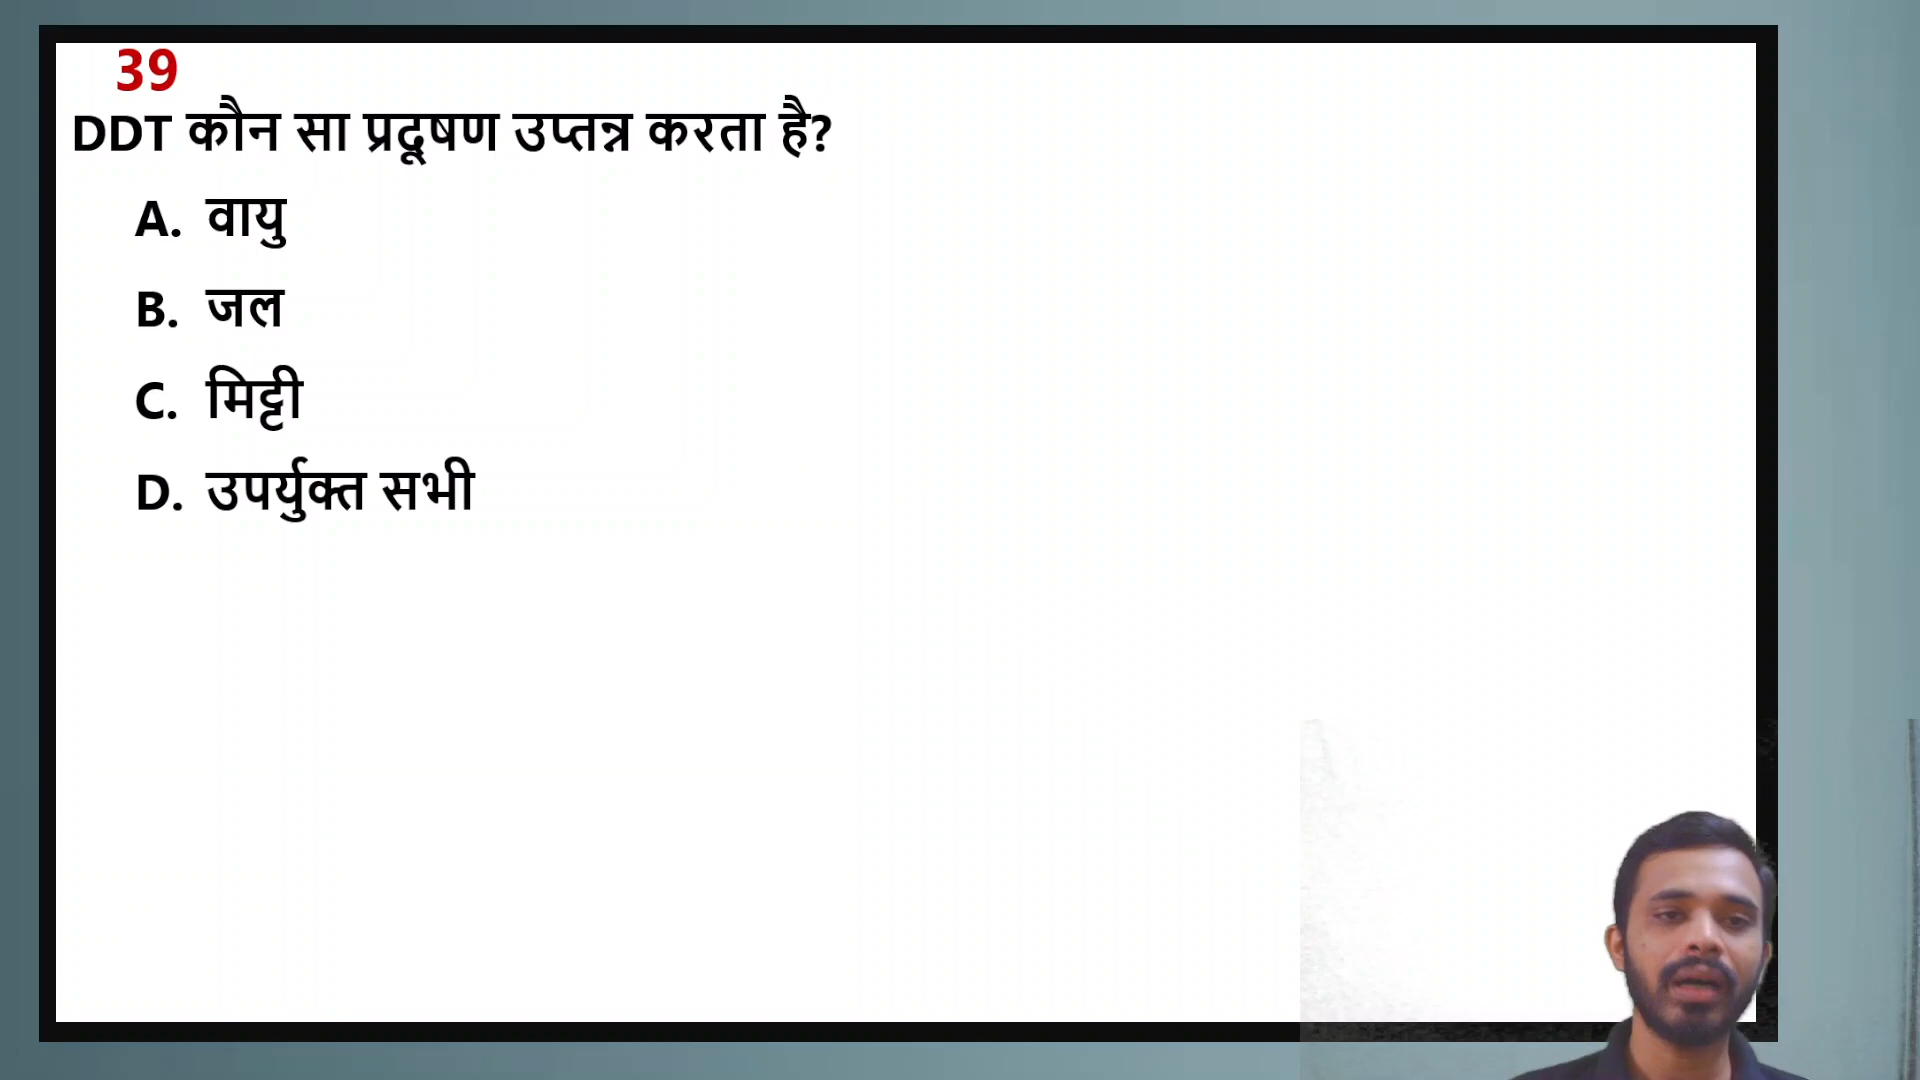 39
DDT कौन सा प्रदूषण उप्तन्न करता है?
A. वायु
B. जल
C. मिट्टी
D. उपर्युक्त सभी